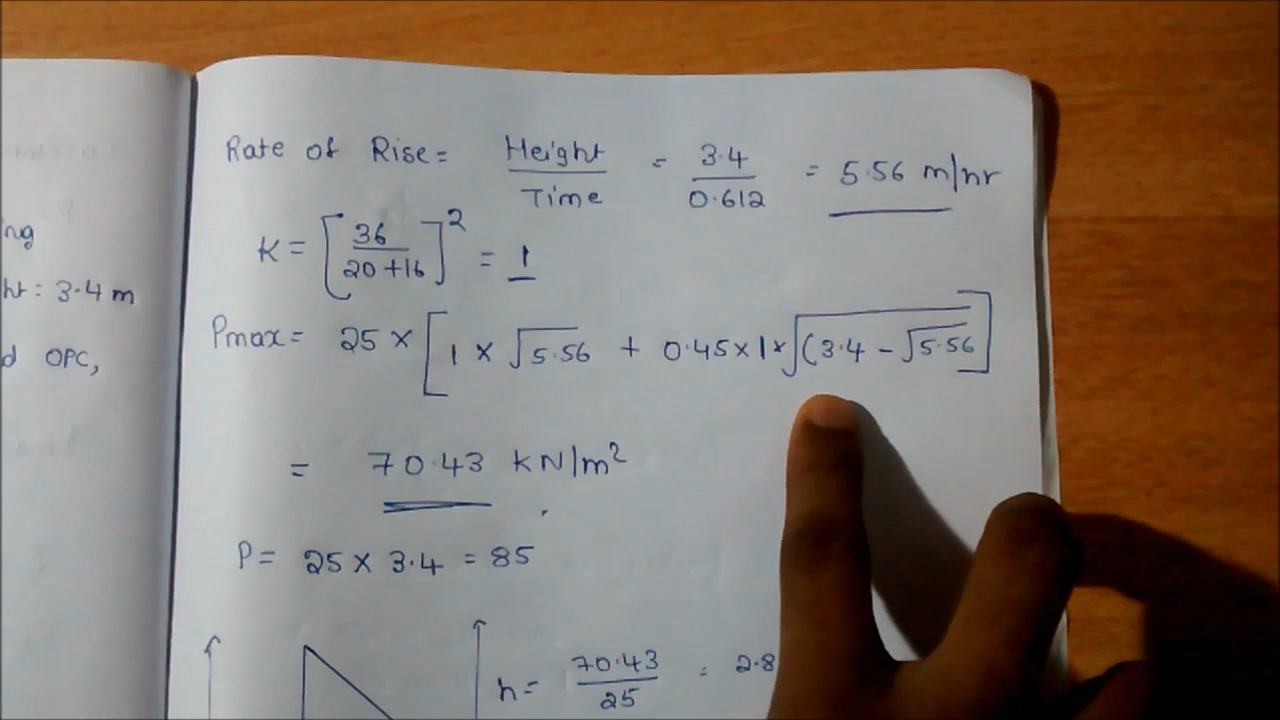 ng
ht: 3.4 m
d OPC,
Rate of Rise = Height / Time = 3.4 / 0.612 = 5.56 m/hr
K = [36 / 20+16]² = 1
Pmax = 25 × [1 × √5.56 + 0.45 × 1 × √(3.4 - √5.56]
= 70.43 KN/m²
P = 25 × 3.4 = 85
h = 70.43 / 25 = 2.8